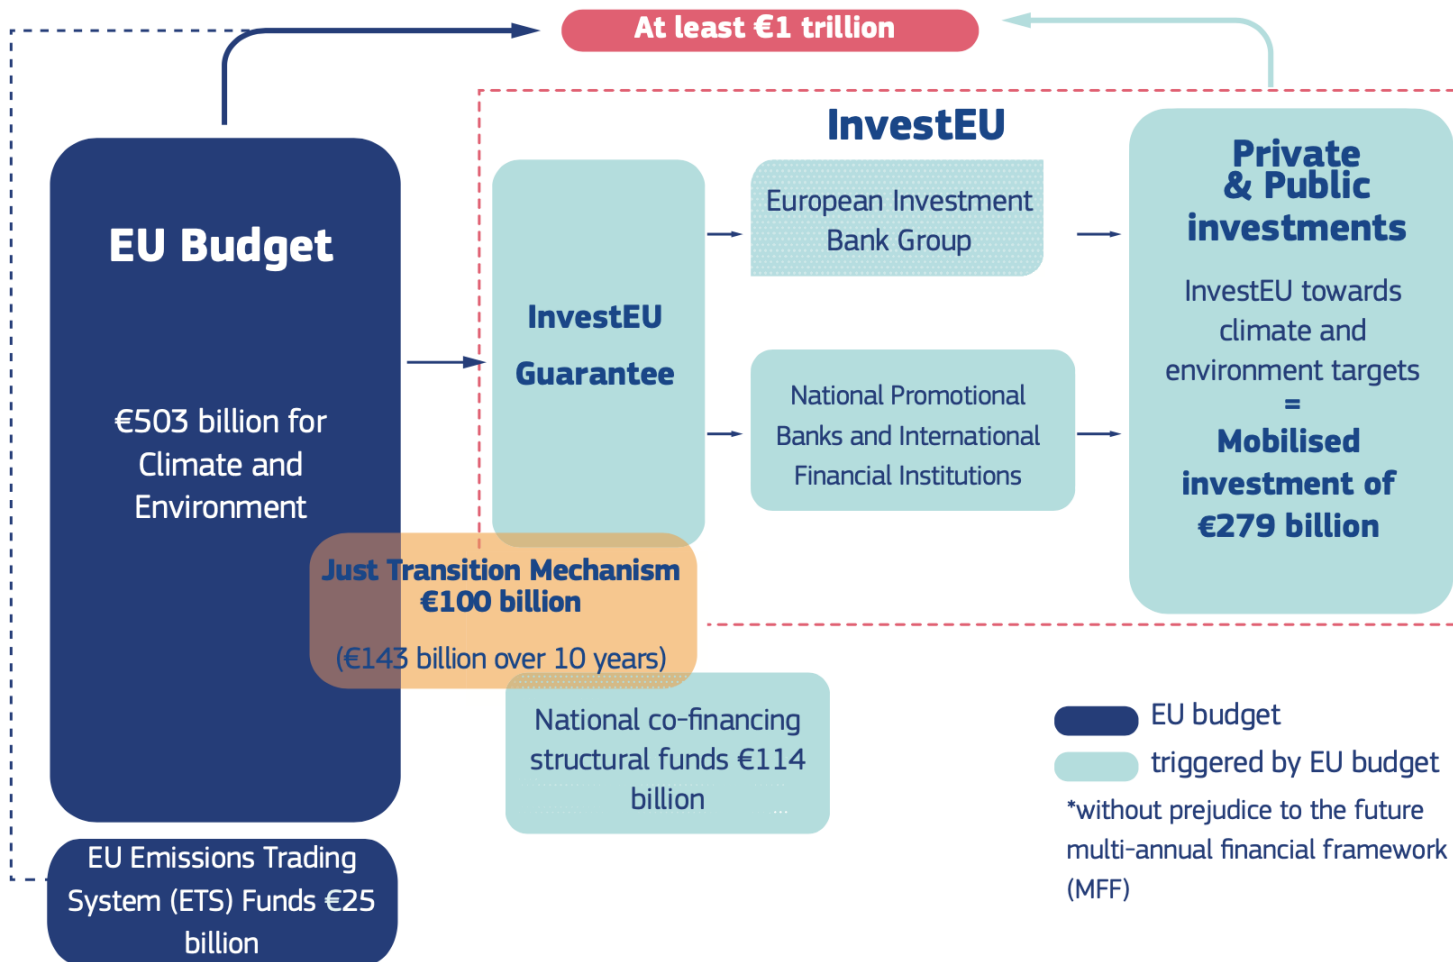 At least €1 trillion
EU Budget
€503 billion for
Climate and
Environment
InvestEU
InvestEU
Guarantee
European Investment
Bank Group
National Promotional
Banks and International
Financial Institutions
Private
& Public
investments
InvestEU towards
climate and
environment targets
=
Mobilised
investment of
€279 billion
Just Transition Mechanism
€100 billion
(€143 billion over 10 years)
National co-financing
structural funds €114
billion
...
EU Emissions Trading
System (ETS) Funds €25
billion
EU budget
triggered by EU budget
*without prejudice to the future
multi-annual financial framework
(MFF)